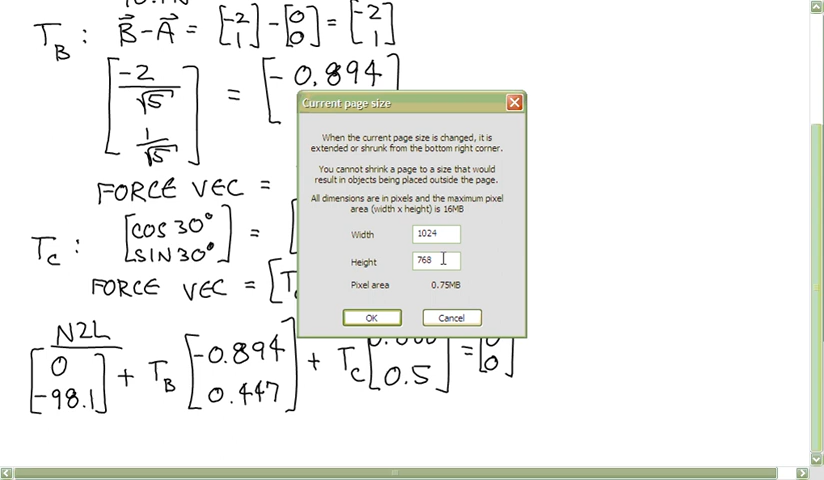 T_B : B⃗-A⃗ = [-2 1] - [0 0] = [-2 1]
[-2/√5 1/√5] = [-0.894
FORCE VEC =
T_C : [COS 30° SIN 30°] = [
FORCE VEC = [T
N2L
[0 -98.1] + T_B [-0.894 0.447] + T_C [ 0.5] = [0 0]
Current page size
When the current page size is changed, it is
extended or shrunk from the bottom right corner.
You cannot shrink a page to a size that would
result in objects being placed outside the page.
All dimensions are in pixels and the maximum pixel
area (width x height) is 16MB
Width 1024
Height 768
Pixel area 0.75MB
OK Cancel